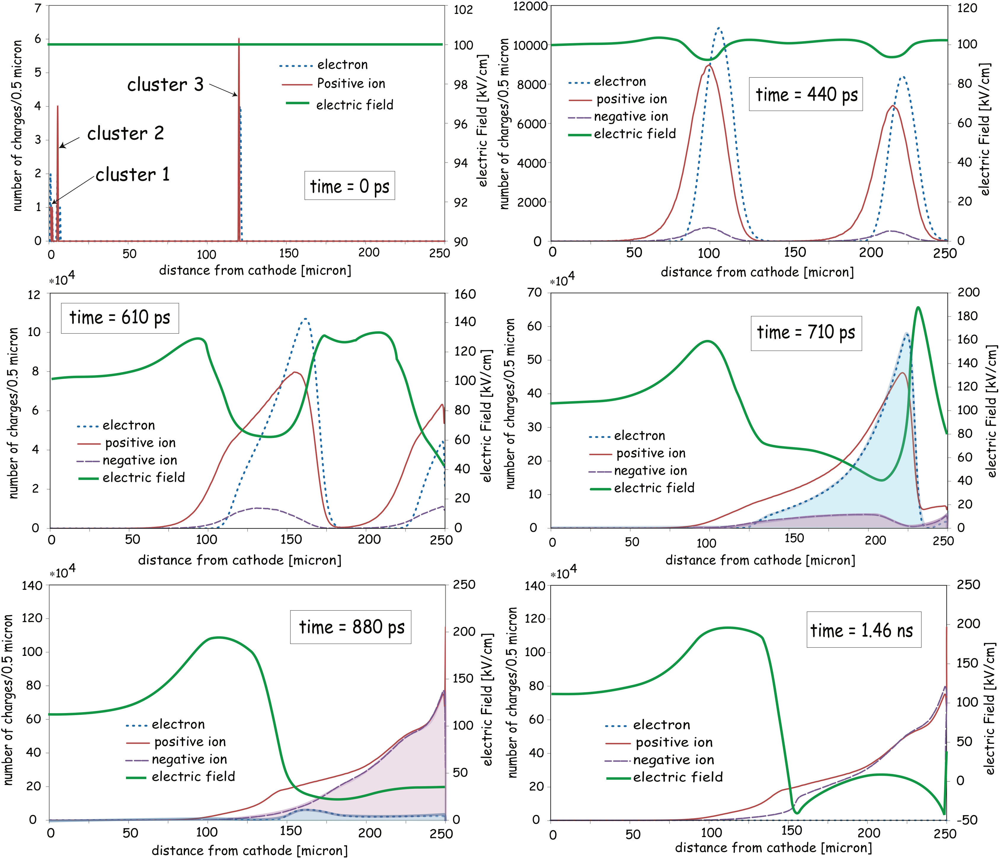 7
6
5
4
3
2
1
0
number of charges/0.5 micron
102
100
98
96
94
92
90
electric Field [kV/cm]
electron
Positive ion
electric field
cluster 3
cluster 2
cluster 1
time = 0 ps
0 50 100 150 200 250
distance from cathode [micron]
12000
10000
8000
6000
4000
2000
0
number of charges/0.5 micron
120
100
80
60
40
20
0
electric Field [kV/cm]
electron
positive ion
negative ion
electric field
time = 440 ps
0 50 100 150 200 250
distance from cathode [micron]
*10^4
12
10
8
6
4
2
0
number of charges/0.5 micron
160
140
120
100
80
60
40
20
0
electric Field [kV/cm]
time = 610 ps
electron
positive ion
negative ion
electric field
0 50 100 150 200 250
distance from cathode [micron]
*10^4
70
60
50
40
30
20
10
0
number of charges/0.5 micron
200
180
160
140
120
100
80
60
40
20
0
electric Field [kV/cm]
time = 710 ps
electron
positive ion
negative ion
electric field
0 50 100 150 200 250
distance from cathode [micron]
*10^4
140
120
100
80
60
40
20
0
number of charges/0.5 micron
250
200
150
100
50
0
electric Field [kV/cm]
time = 880 ps
electron
positive ion
negative ion
electric field
0 50 100 150 200 250
distance from cathode [micron]
*10^4
140
120
100
80
60
40
20
0
number of charges/0.5 micron
250
200
150
100
50
0
-50
electric Field [kV/cm]
time = 1.46 ns
electron
positive ion
negative ion
electric field
0 50 100 150 200 250
distance from cathode [micron]